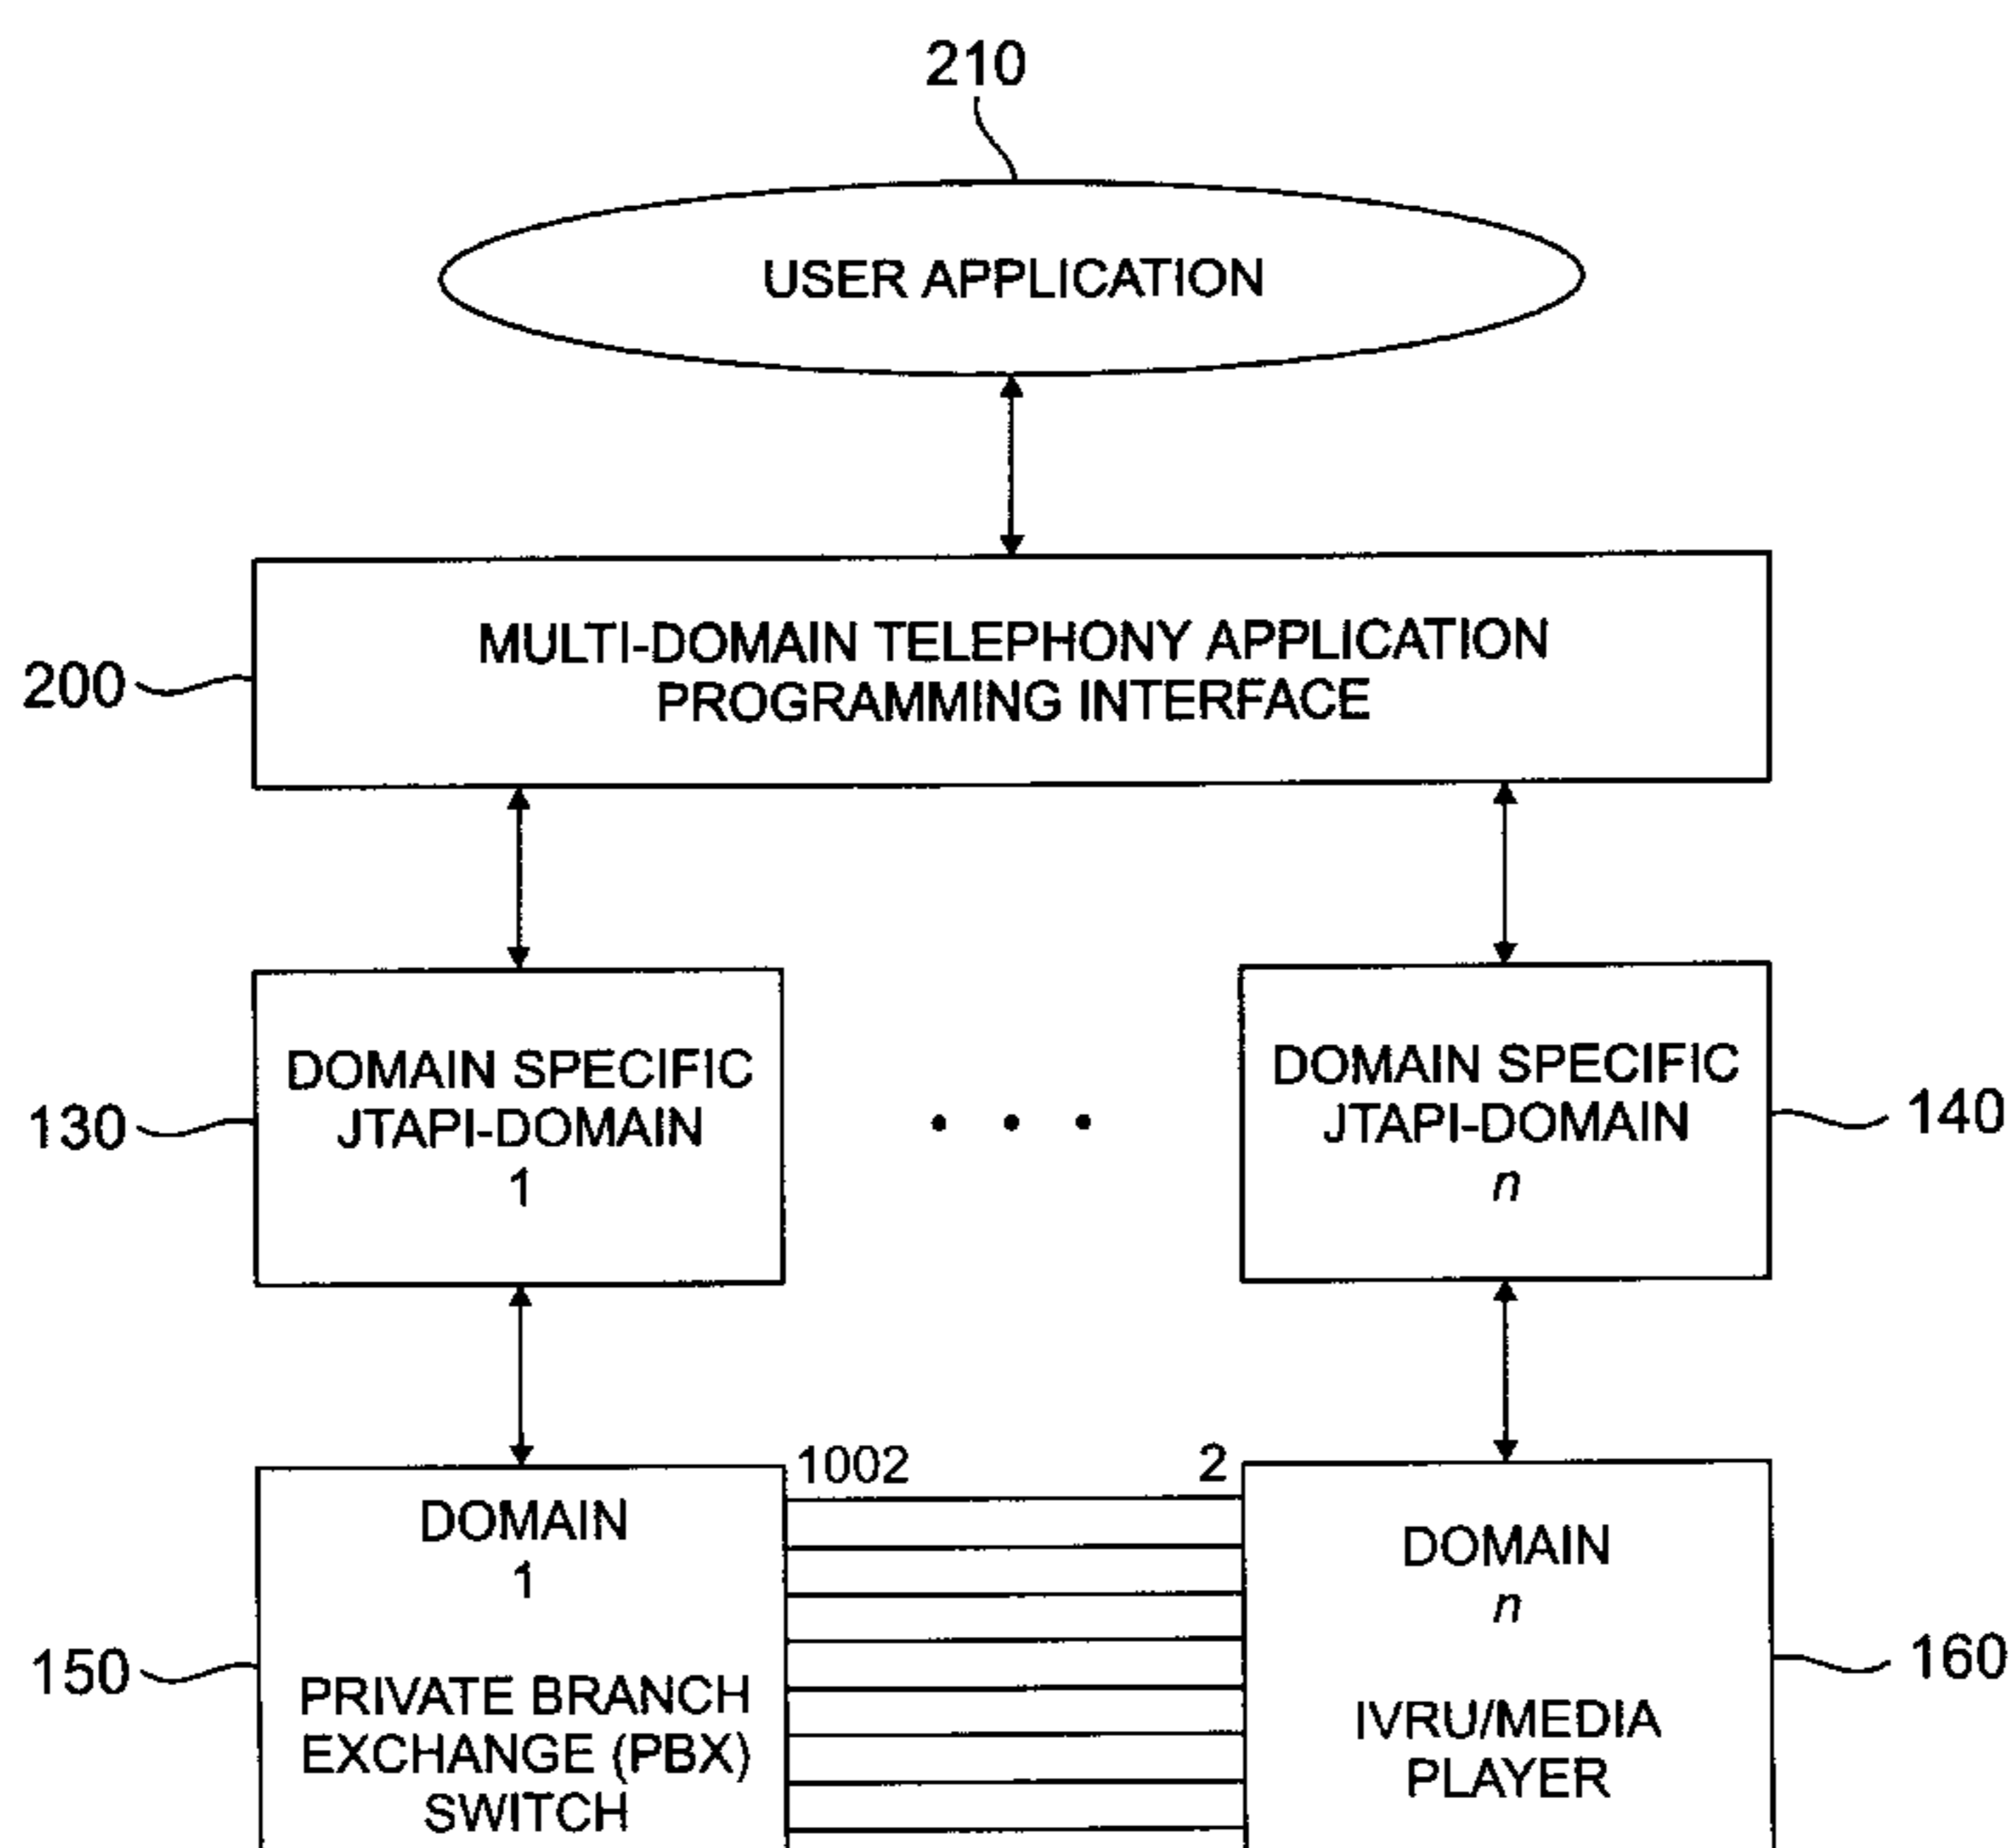 210
USER APPLICATION
MULTI-DOMAIN TELEPHONY APPLICATION
PROGRAMMING INTERFACE
200
DOMAIN SPECIFIC
JTAPI-DOMAIN
1
130
DOMAIN SPECIFIC
JTAPI-DOMAIN
n
140
1002
2
DOMAIN
1
PRIVATE BRANCH
EXCHANGE (PBX)
SWITCH
150
DOMAIN
n
IVRU/MEDIA
PLAYER
160